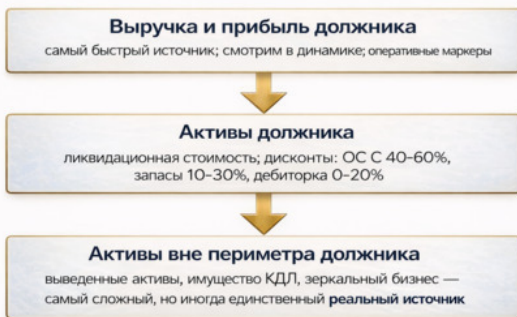 Выручка и прибыль должника
самый быстрый источник; смотрим в динамике; оперативные маркеры
Активы должника
ликвидационная стоимость; дисконты: ОС С 40–60%,
запасы 10–30%, дебиторка 0–20%
Активы вне периметра должника
выведенные активы, имущество КДЛ, зеркальный бизнес —
самый сложный, но иногда единственный реальный источник